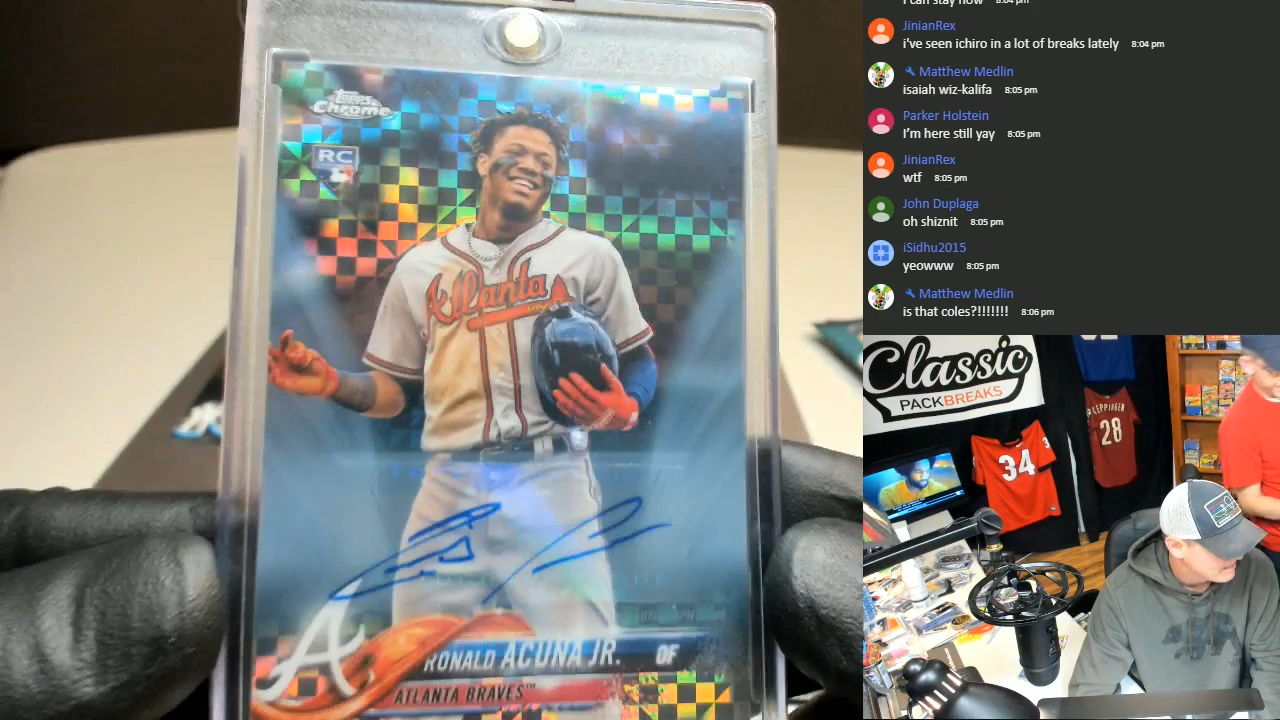 Topps
Chrome
RC
Atlanta
RONALD ACUNA JR. OF
ATLANTA BRAVES™
JinianRex
i've seen ichiro in a lot of breaks lately 8:04 pm
Matthew Medlin
isaiah wiz-kalifa 8:05 pm
Parker Holstein
I'm here still yay 8:05 pm
JinianRex
wtf 8:05 pm
John Duplaga
oh shiznit 8:05 pm
iSidhu2015
yeowww 8:05 pm
Matthew Medlin
is that coles?!!!!!!! 8:06 pm
Classic
PACKBREAKS
34
KEPPINGER
28